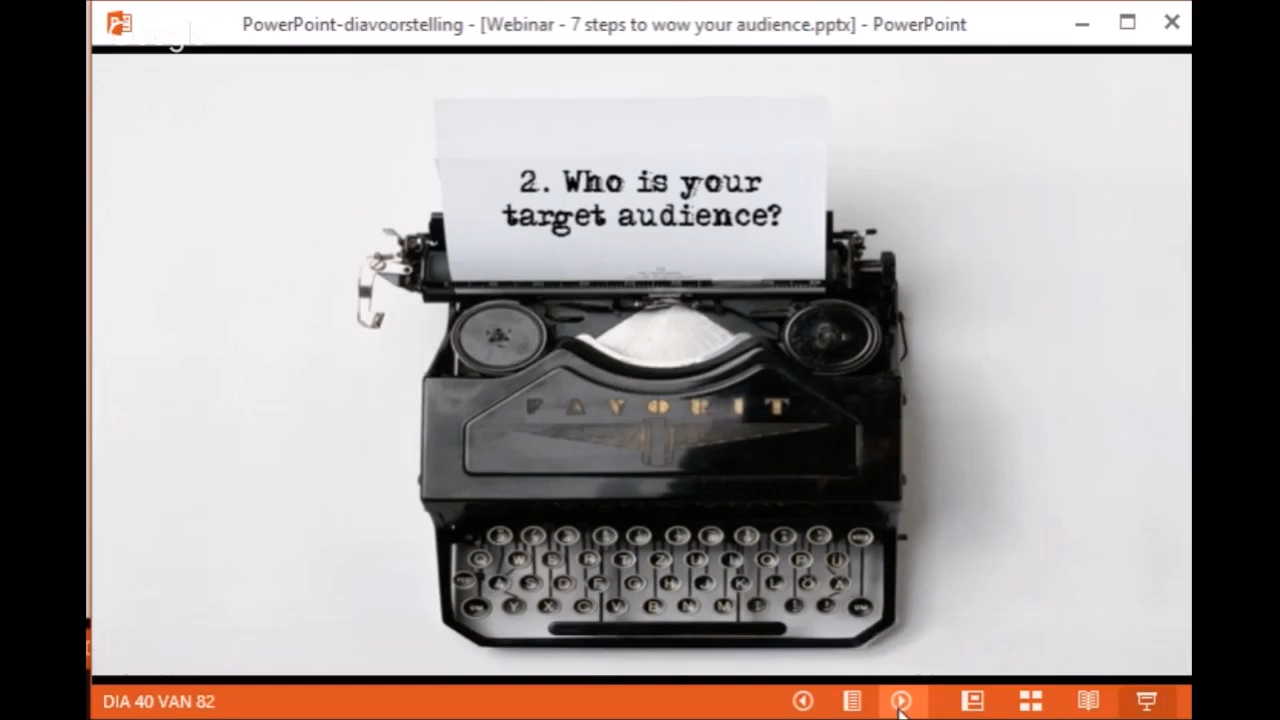 PowerPoint-diavoorstelling - [Webinar - 7 steps to wow your audience.pptx] - PowerPoint
2. Who is your
target audience?
FAVORIT
DIA 40 VAN 82